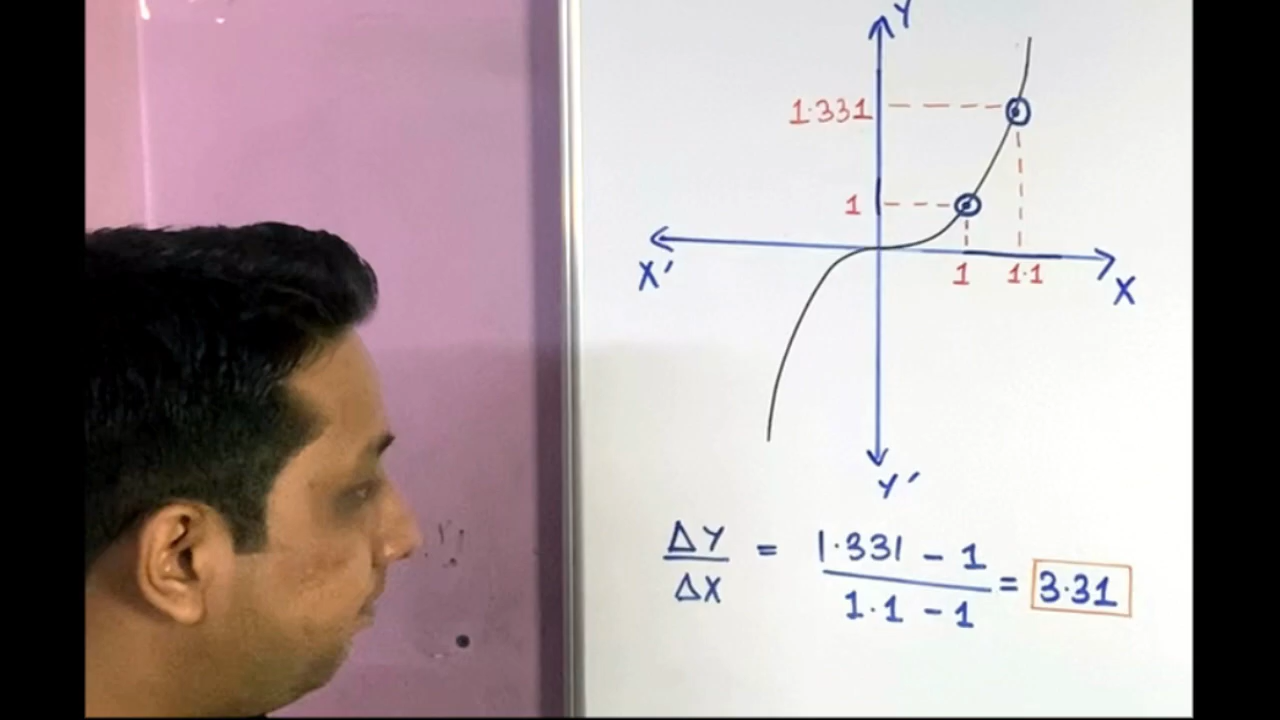 Y
1·331
1
X'
1
1·1
X
Y'
ΔY/ΔX = (1·331 - 1)/(1·1 - 1) = 3·31